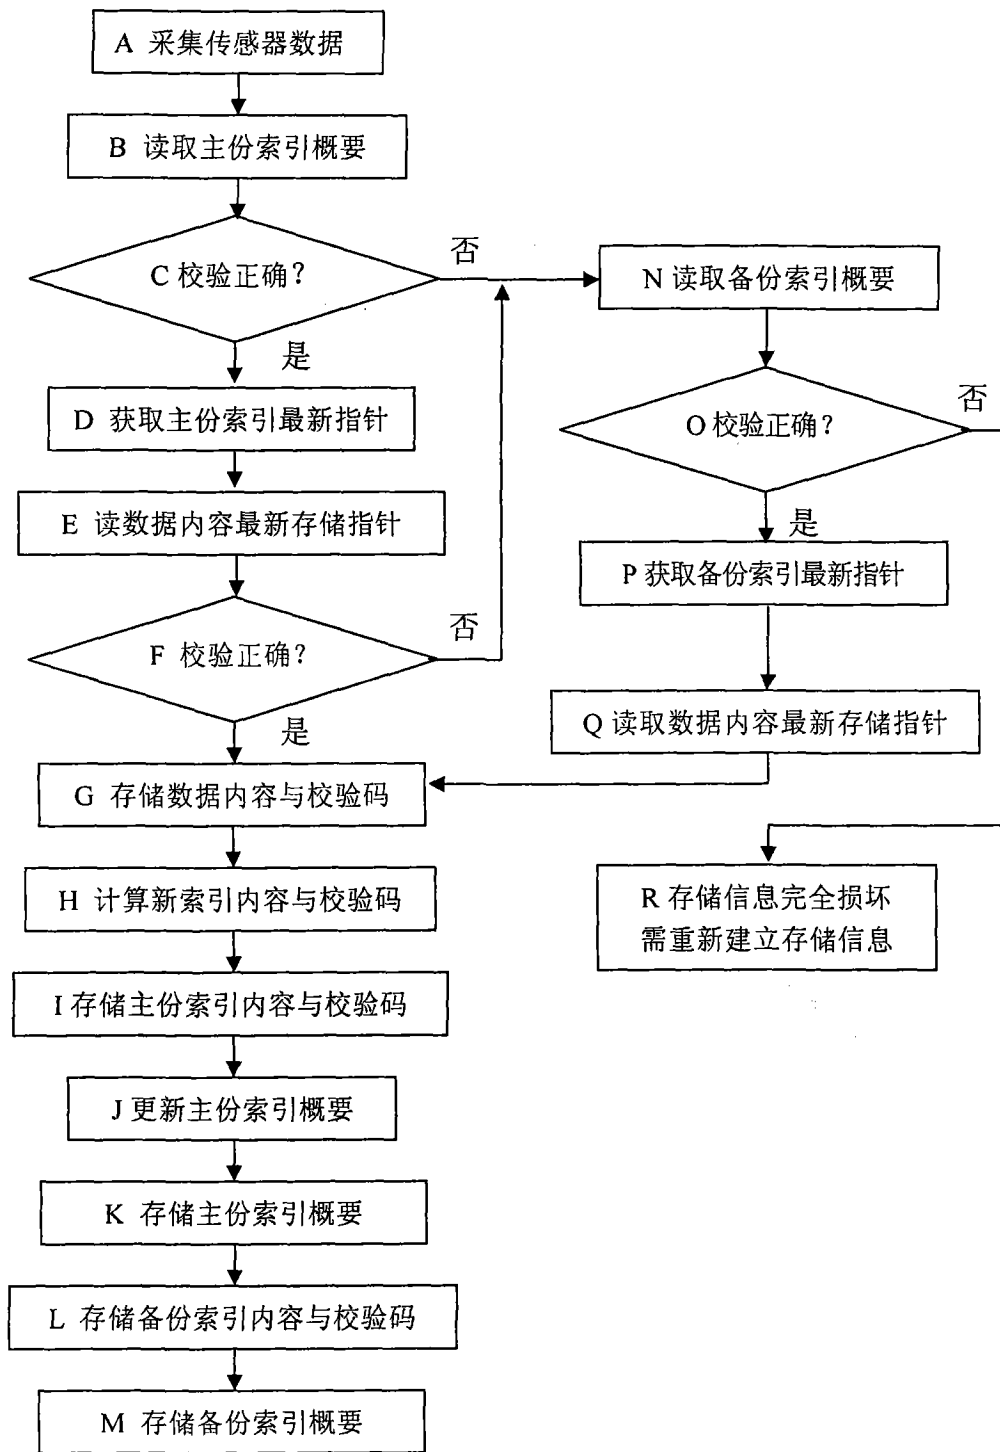 A 采集传感器数据
B 读取主份索引概要
C 校验正确?
否
是
D 获取主份索引最新指针
E 读数据内容最新存储指针
F 校验正确?
否
是
G 存储数据内容与校验码
H 计算新索引内容与校验码
I 存储主份索引内容与校验码
J 更新主份索引概要
K 存储主份索引概要
L 存储备份索引内容与校验码
M 存储备份索引概要
N 读取备份索引概要
O 校验正确?
否
是
P 获取备份索引最新指针
Q 读取数据内容最新存储指针
R 存储信息完全损坏
需重新建立存储信息